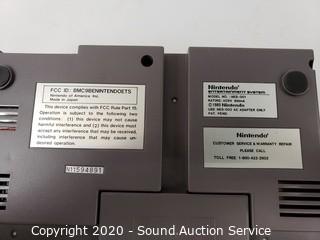 FCC ID : BMC9BENINTENDOETS
Nintendo of America Inc.
Made in Japan
This device complies with FCC Rule Part 15.
Operation is subject to the following two
conditions: (1) this device may not cause
harmful interference and (2) this device must
accept any interference that may be received,
including interference that may cause un-
desired operation.
N11594891
Nintendo
ENTERTAINMENT SYSTEM
MODEL NO. NES-001
©1985 Nintendo
USE NES-002 AC ADAPTER ONLY
PAT. PEND.
Nintendo
CUSTOMER SERVICE & WARRANTY REPAIR
PLEASE CALL
TOLL FREE 1-800-422-2602
Copyright 2020 - Sound Auction Service